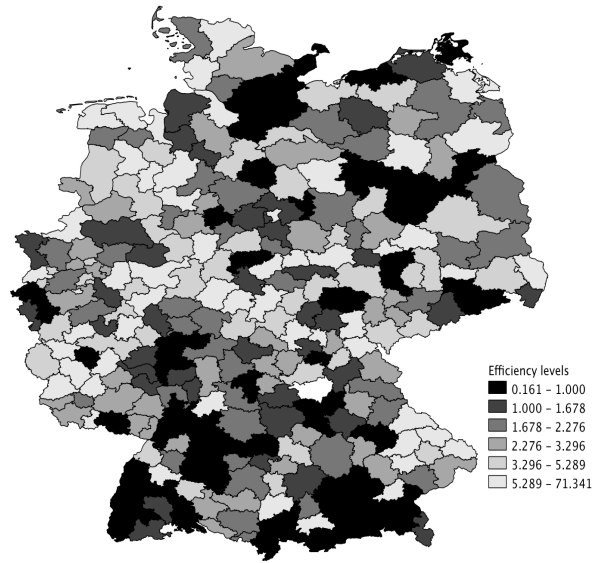 Efficiency levels
0.161 – 1.000
1.000 – 1.678
1.678 – 2.276
2.276 – 3.296
3.296 – 5.289
5.289 – 71.341